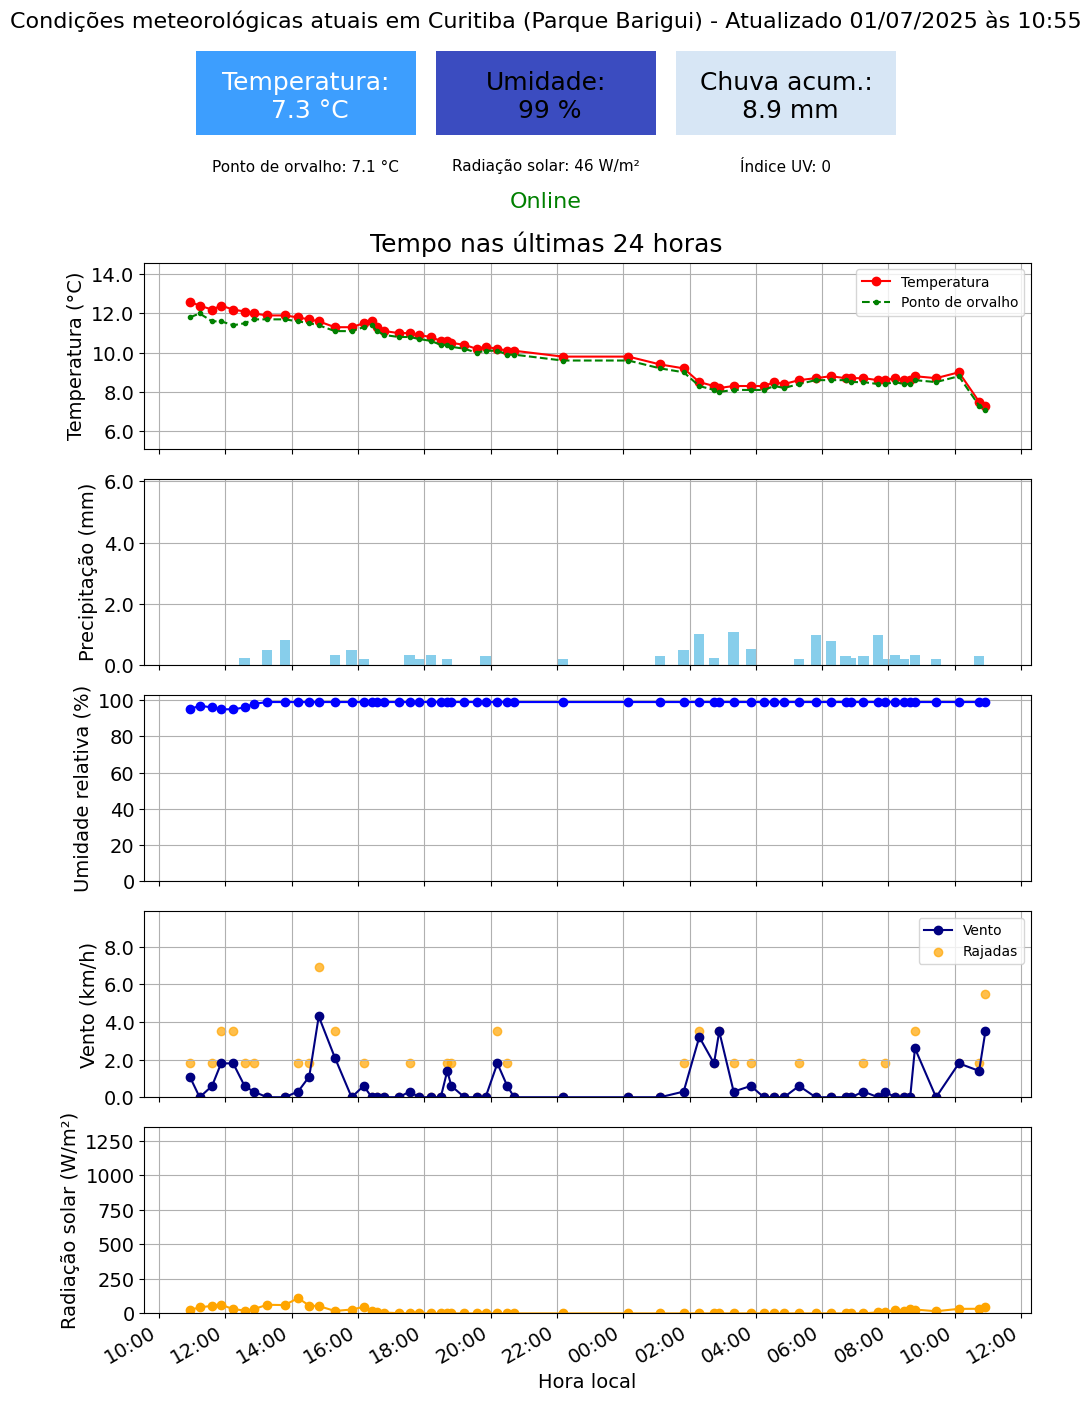 Condições meteorológicas atuais em Curitiba (Parque Barigui) - Atualizado 01/07/2025 às 10:55
Temperatura:
7.3 °C
Umidade:
99 %
Chuva acum.:
8.9 mm
Ponto de orvalho: 7.1 °C
Radiação solar: 46 W/m²
Índice UV: 0
Online
Tempo nas últimas 24 horas
Temperatura (°C)
14.0
12.0
10.0
8.0
6.0
Temperatura
Ponto de orvalho
Precipitação (mm)
6.0
4.0
2.0
0.0
Umidade relativa (%)
100
80
60
40
20
0
Vento (km/h)
8.0
6.0
4.0
2.0
0.0
Vento
Rajadas
Radiação solar (W/m²)
1250
1000
750
500
250
0
10:00
12:00
14:00
16:00
18:00
20:00
22:00
00:00
02:00
04:00
06:00
08:00
10:00
12:00
Hora local